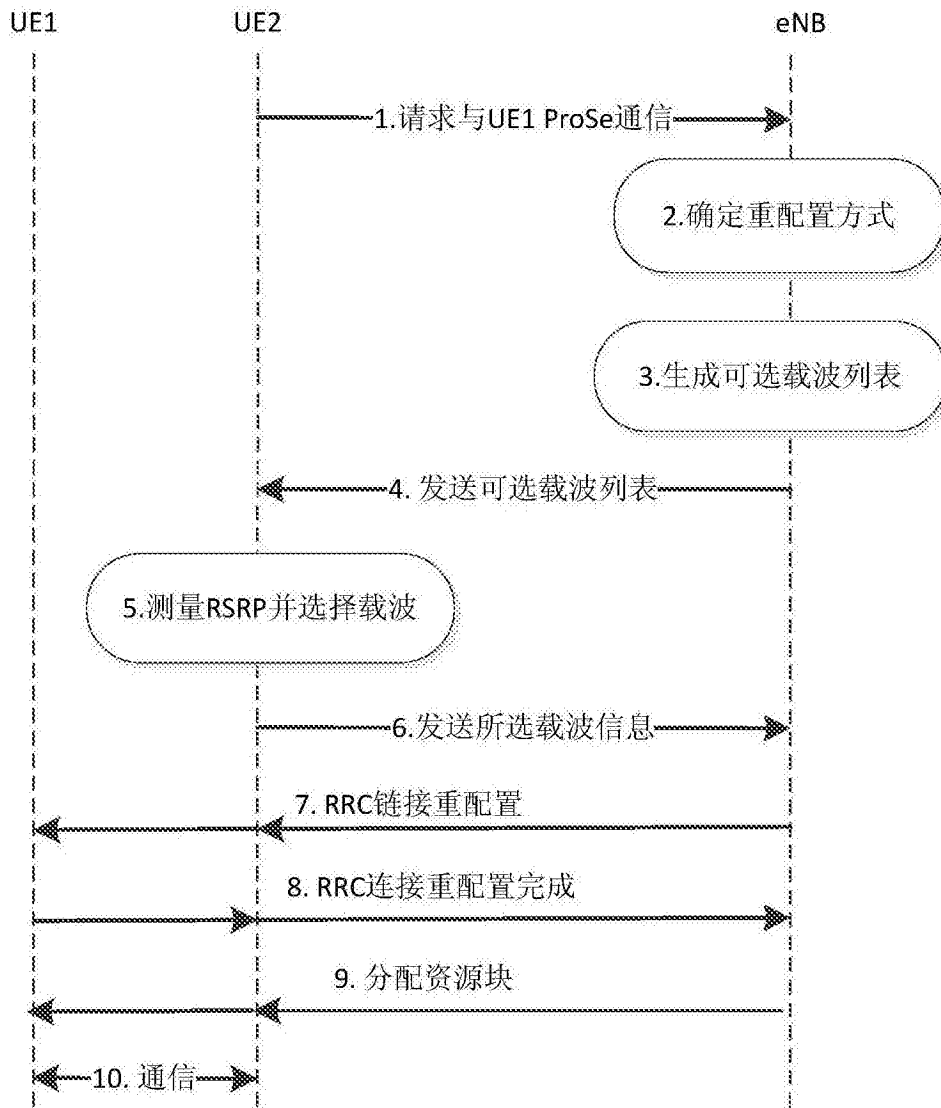 UE1
UE2
eNB
1.请求与UE1 ProSe通信
2.确定重配置方式
3.生成可选载波列表
4. 发送可选载波列表
5.测量RSRP并选择载波
6.发送所选载波信息
7. RRC链接重配置
8. RRC连接重配置完成
9. 分配资源块
10. 通信